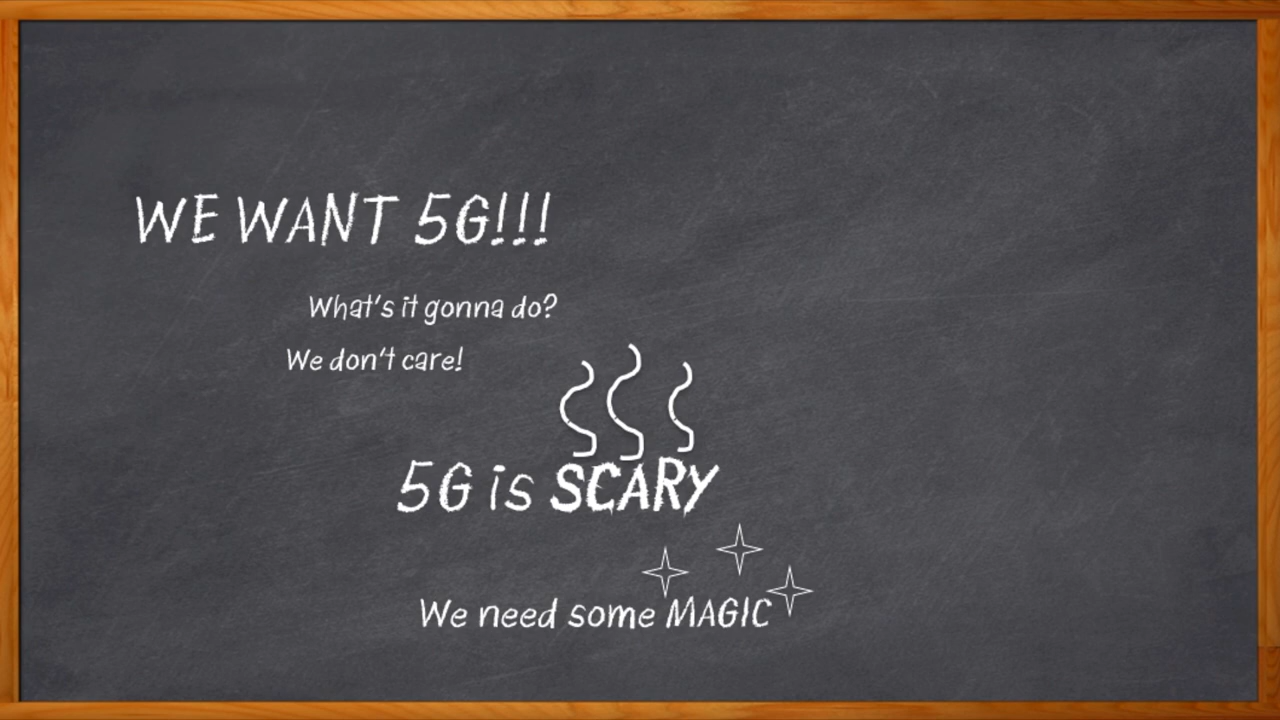 WE WANT 5G!!!
What's it gonna do?
We don't care!
5G is SCARY
We need some MAGIC